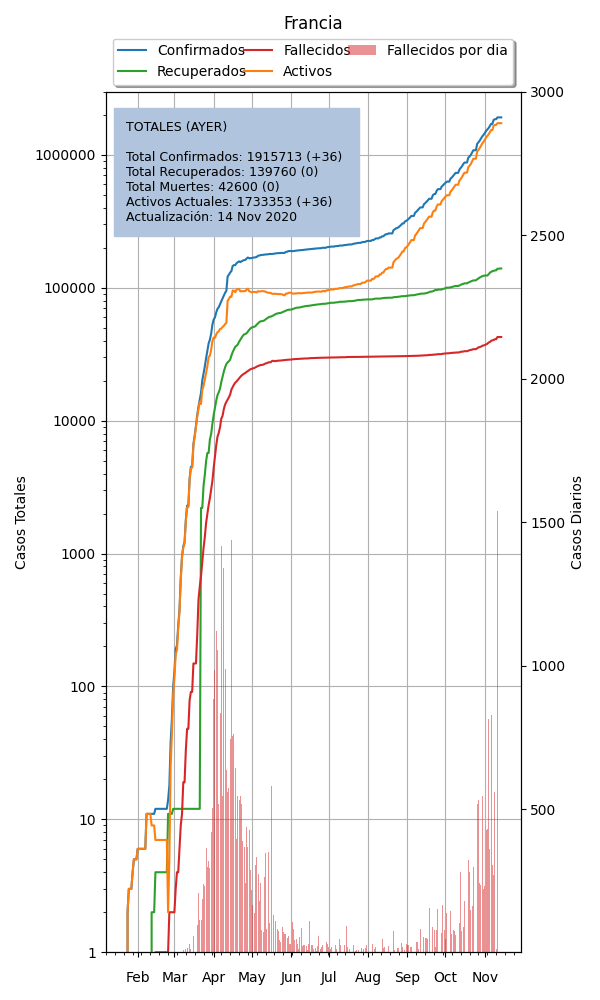 Francia
Confirmados Fallecidos Fallecidos por dia
Recuperados Activos
TOTALES (AYER)
Total Confirmados: 1915713 (+36)
Total Recuperados: 139760 (0)
Total Muertes: 42600 (0)
Activos Actuales: 1733353 (+36)
Actualización: 14 Nov 2020
Casos Totales
1000000
100000
10000
1000
100
10
1
3000
2500
2000
1500
1000
500
Casos Diarios
Feb Mar Apr May Jun Jul Aug Sep Oct Nov